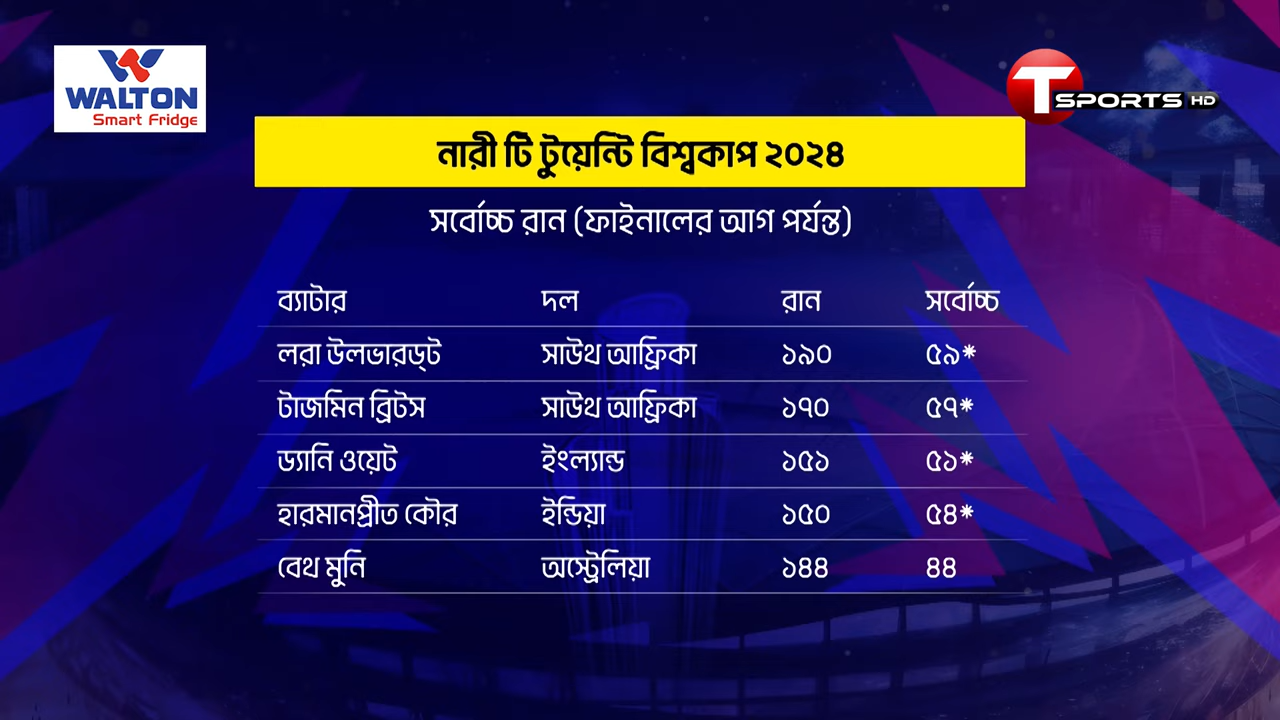 WALTON
Smart Fridge
T SPORTS HD
নারী টি টুয়েন্টি বিশ্বকাপ ২০২৪
সর্বোচ্চ রান (ফাইনালের আগ পর্যন্ত)
ব্যাটার দল রান সর্বোচ্চ
লরা উলভারড্ট সাউথ আফ্রিকা ১৯০ ৫৯*
টাজমিন ব্রিটস সাউথ আফ্রিকা ১৭০ ৫৭*
ড্যানি ওয়েট ইংল্যান্ড ১৫১ ৫১*
হারমানপ্রীত কৌর ইন্ডিয়া ১৫০ ৫৪*
বেথ মুনি অস্ট্রেলিয়া ১৪৪ ৪৪